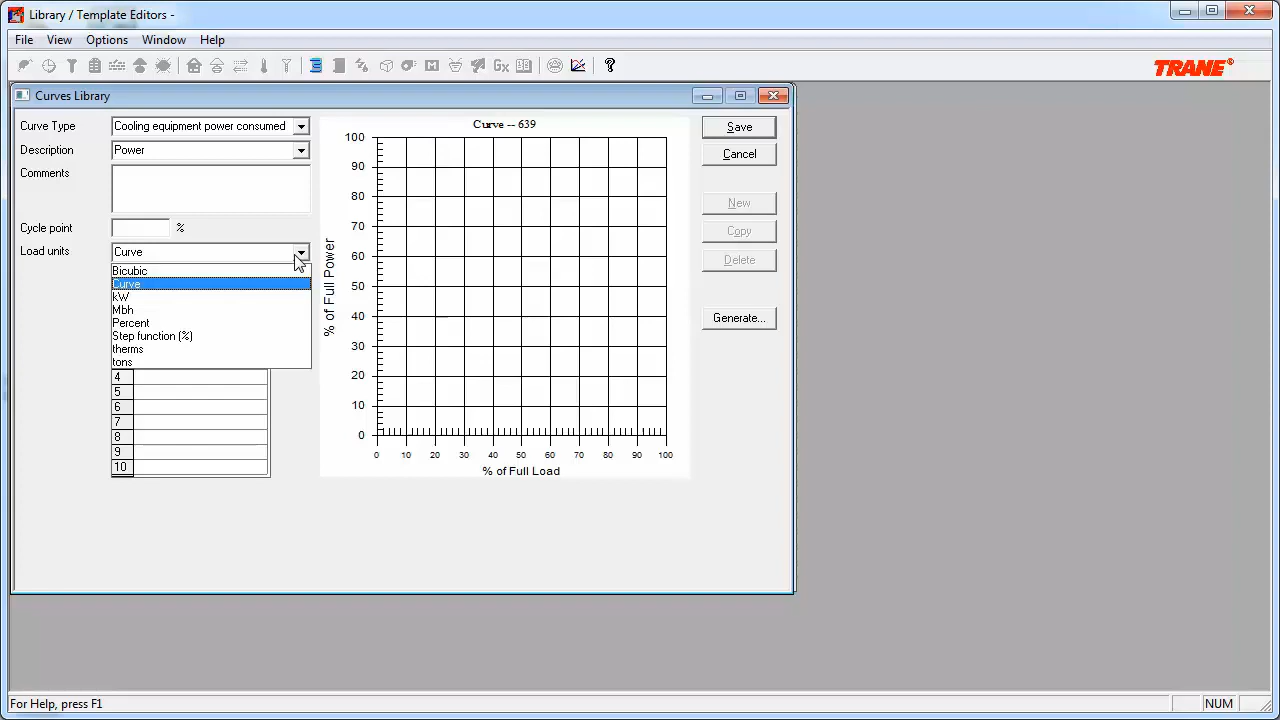 Library / Template Editors -
File View Options Window Help
Gx
TRANE®
Curves Library
Curve Type Cooling equipment power consumed
Description Power
Comments
Cycle point %
Load units Curve
Bicubic
Curve
kW
Mbh
Percent
Step function (%)
therms
tons
4
5
6
7
8
9
10
Curve -- 639
% of Full Power
100
90
80
70
60
50
40
30
20
10
0
0 10 20 30 40 50 60 70 80 90 100
% of Full Load
Save
Cancel
New
Copy
Delete
Generate...
For Help, press F1
NUM